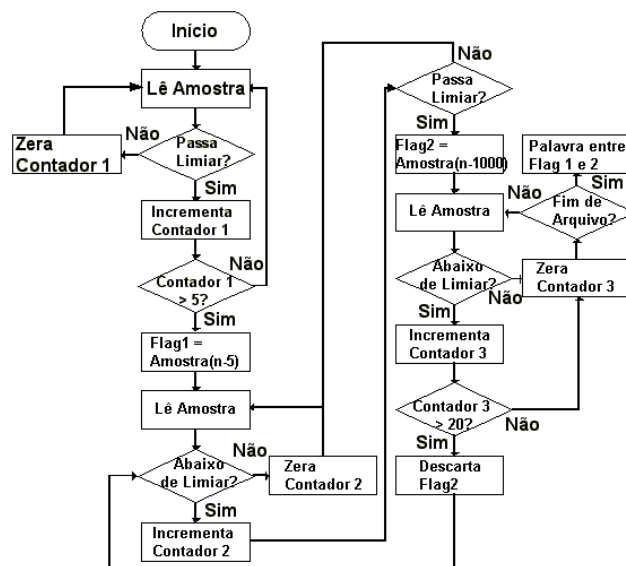 Início
Lê Amostra
Não
Zera
Contador 1
Passa
Limiar?
Sim
Incrementa
Contador 1
Não
Contador 1
> 5?
Sim
Flag1 =
Amostra(n-5)
Lê Amostra
Não
Abaixo
de Limiar?
Zera
Contador 2
Sim
Incrementa
Contador 2
Não
Passa
Limiar?
Sim
Flag2 =
Amostra(n-1000)
Palavra entre
Flag 1 e 2
Sim
Não
Lê Amostra
Fim de
Arquivo?
Abaixo
de Limiar?
Não
Zera
Contador 3
Sim
Incrementa
Contador 3
Contador 3
> 20?
Não
Sim
Descarta
Flag2